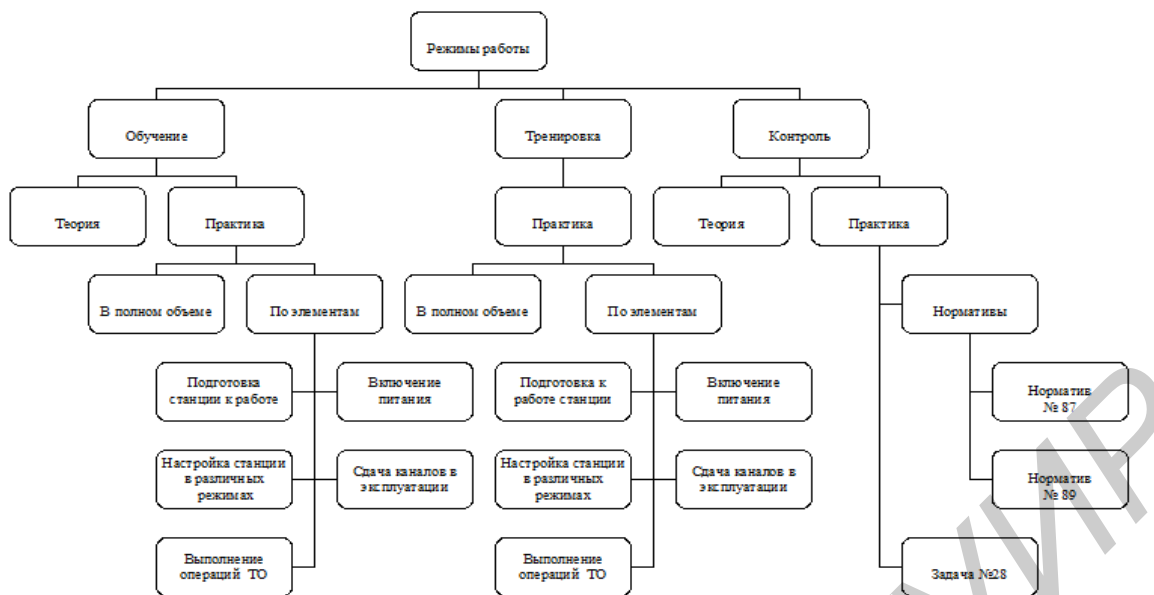 Режимы работы
Обучение
Тренировка
Контроль
Теория
Практика
Практика
Теория
Практика
В полном объеме
По элементам
В полном объеме
По элементам
Нормативы
Подготовка
станции к работе
Включение
питания
Подготовка к
работе станции
Включение
питания
Норматив
№ 87
Настройка станции
в различных
режимах
Сдача каналов в
эксплуатации
Настройка станции
в различных
режимах
Сдача каналов в
эксплуатации
Норматив
№ 89
Выполнение
операций ТО
Выполнение
операций ТО
Задача №28
УИР